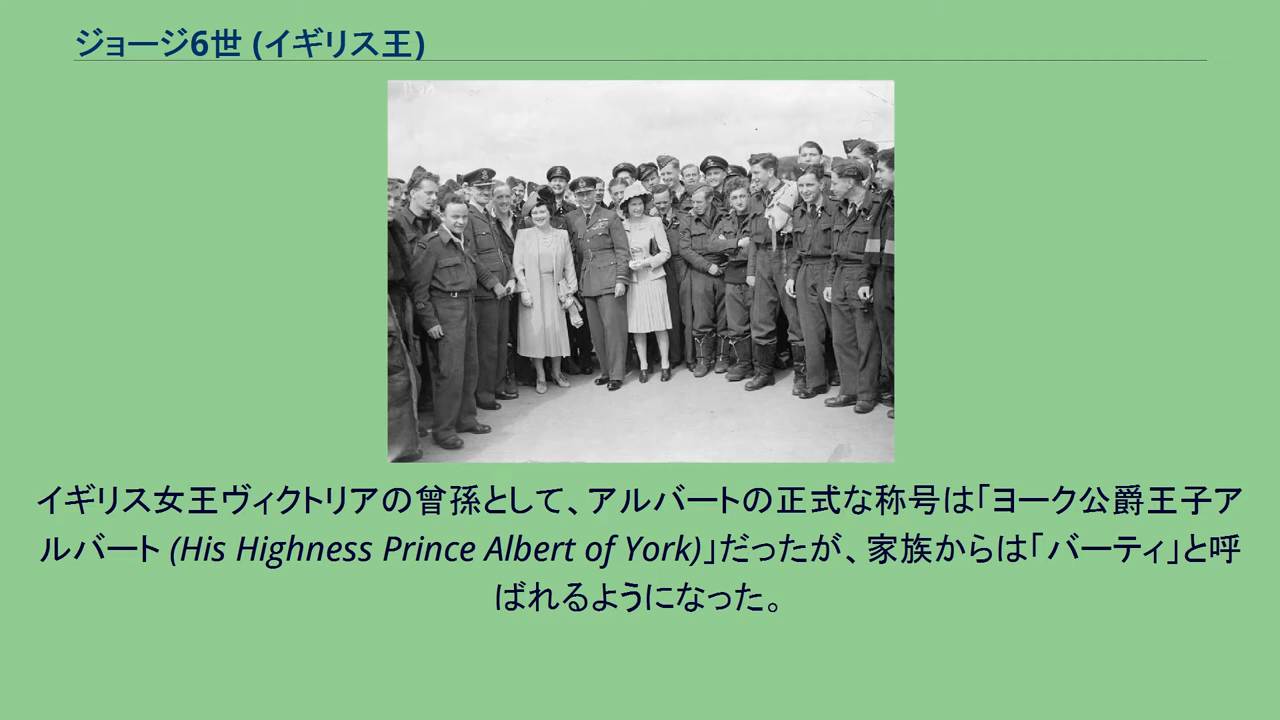 ジョージ6世 (イギリス王)
イギリス女王ヴィクトリアの曾孫として、アルバートの正式な称号は「ヨーク公爵王子ア
ルバート (His Highness Prince Albert of York)」だったが、家族からは「バーティ」と呼
ばれるようになった。